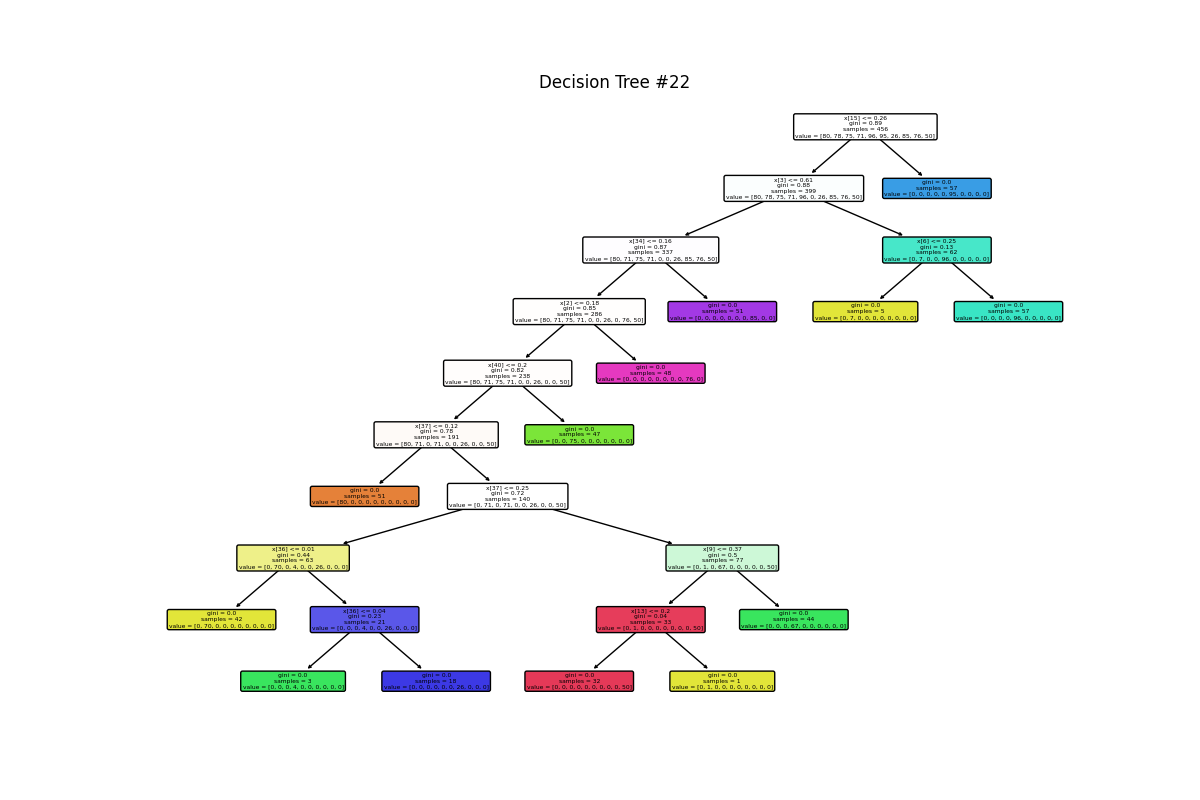 Decision Tree #22
x[15] <= 0.26
gini = 0.89
samples = 456
value = [80, 78, 75, 71, 96, 95, 26, 85, 76, 50]
x[3] <= 0.61
gini = 0.88
samples = 399
value = [80, 78, 75, 71, 96, 0, 26, 85, 76, 50]
gini = 0.0
samples = 57
value = [0, 0, 0, 0, 0, 95, 0, 0, 0, 0]
x[34] <= 0.16
gini = 0.87
samples = 337
value = [80, 71, 75, 71, 0, 0, 26, 85, 76, 50]
x[6] <= 0.25
gini = 0.13
samples = 62
value = [0, 7, 0, 0, 96, 0, 0, 0, 0, 0]
x[2] <= 0.18
gini = 0.85
samples = 286
value = [80, 71, 75, 71, 0, 0, 26, 0, 76, 50]
gini = 0.0
samples = 51
value = [0, 0, 0, 0, 0, 0, 0, 85, 0, 0]
gini = 0.0
samples = 5
value = [0, 7, 0, 0, 0, 0, 0, 0, 0, 0]
gini = 0.0
samples = 57
value = [0, 0, 0, 0, 96, 0, 0, 0, 0, 0]
x[40] <= 0.2
gini = 0.82
samples = 238
value = [80, 71, 75, 71, 0, 0, 26, 0, 0, 50]
gini = 0.0
samples = 48
value = [0, 0, 0, 0, 0, 0, 0, 0, 76, 0]
x[37] <= 0.12
gini = 0.78
samples = 191
value = [80, 71, 0, 71, 0, 0, 26, 0, 0, 50]
gini = 0.0
samples = 47
value = [0, 0, 75, 0, 0, 0, 0, 0, 0, 0]
gini = 0.0
samples = 51
value = [80, 0, 0, 0, 0, 0, 0, 0, 0, 0]
x[37] <= 0.25
gini = 0.72
samples = 140
value = [0, 71, 0, 71, 0, 0, 26, 0, 0, 50]
x[36] <= 0.01
gini = 0.44
samples = 63
value = [0, 70, 0, 4, 0, 0, 26, 0, 0, 0]
x[9] <= 0.37
gini = 0.5
samples = 77
value = [0, 1, 0, 67, 0, 0, 0, 0, 0, 50]
gini = 0.0
samples = 42
value = [0, 70, 0, 0, 0, 0, 0, 0, 0, 0]
x[36] <= 0.04
gini = 0.23
samples = 21
value = [0, 0, 0, 4, 0, 0, 26, 0, 0, 0]
x[13] <= 0.2
gini = 0.04
samples = 33
value = [0, 1, 0, 0, 0, 0, 0, 0, 0, 50]
gini = 0.0
samples = 44
value = [0, 0, 0, 67, 0, 0, 0, 0, 0, 0]
gini = 0.0
samples = 3
value = [0, 0, 0, 4, 0, 0, 0, 0, 0, 0]
gini = 0.0
samples = 18
value = [0, 0, 0, 0, 0, 0, 26, 0, 0, 0]
gini = 0.0
samples = 32
value = [0, 0, 0, 0, 0, 0, 0, 0, 0, 50]
gini = 0.0
samples = 1
value = [0, 1, 0, 0, 0, 0, 0, 0, 0, 0]